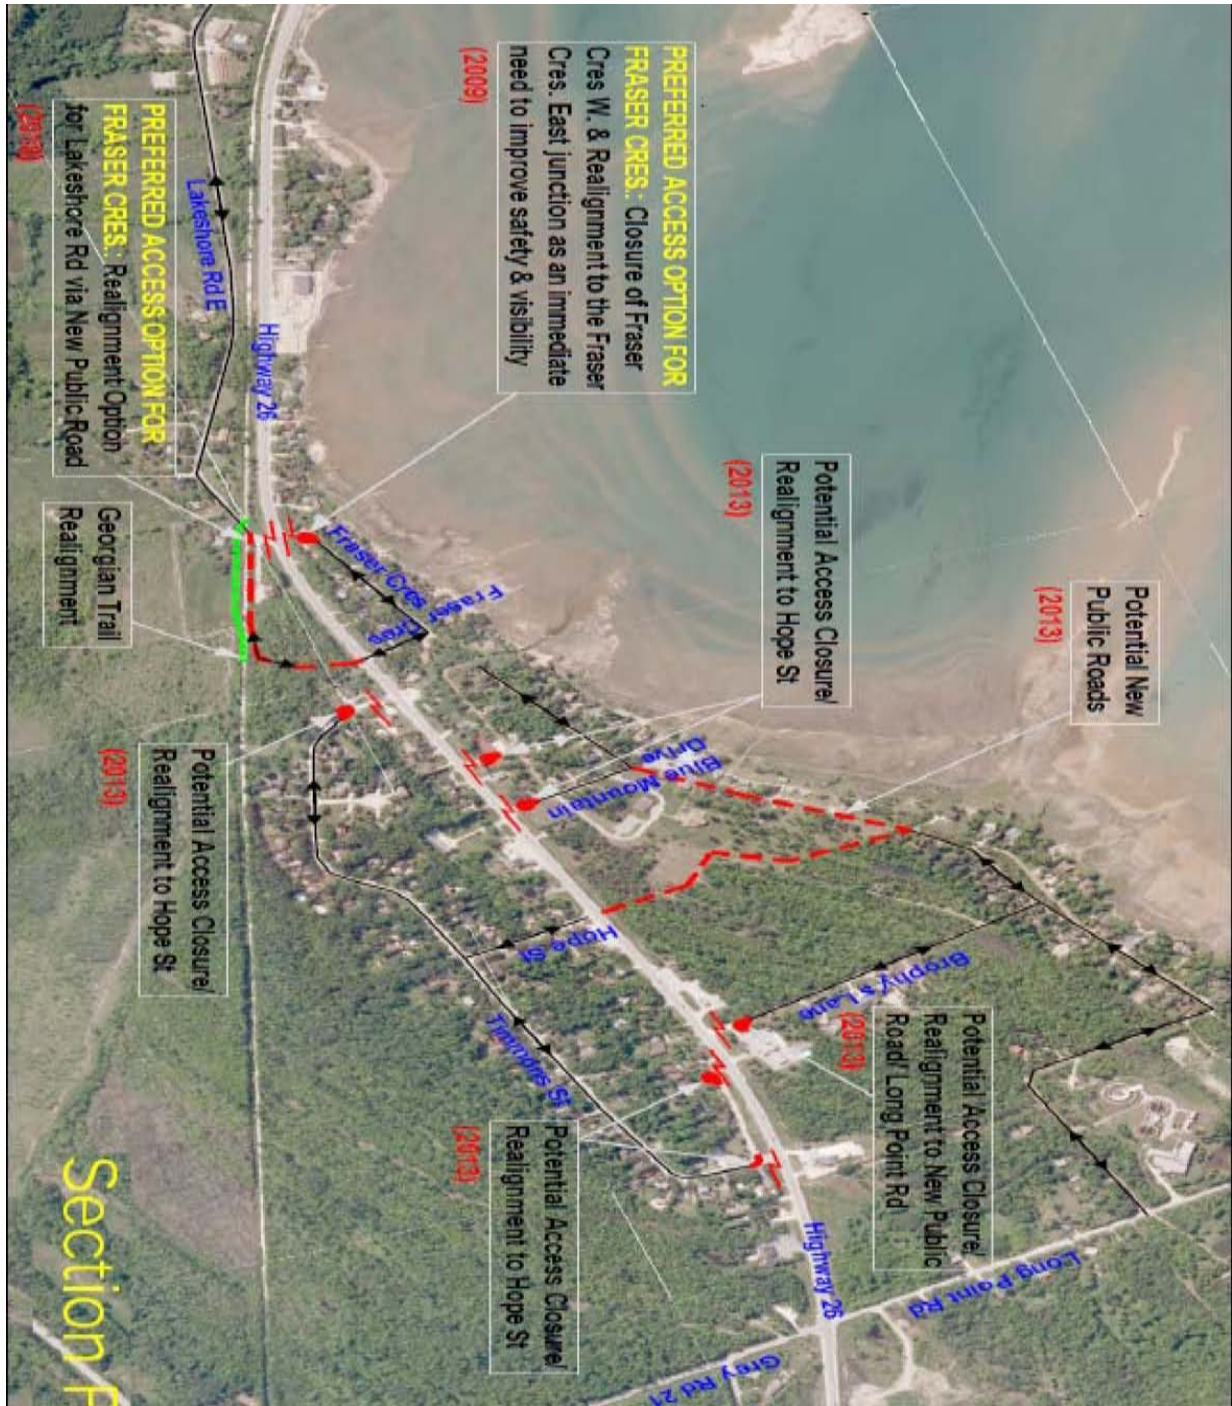 PREFERRED ACCESS OPTION FOR
FRASER CRES.: Closure of Fraser
Cres W. & Realignment to the Fraser
Cres. East junction as an immediate
need to improve safety & visibility
(2009)
Potential Access Closure/
Realignment to Hope St
(2013)
Potential New
Public Roads
(2013)
PREFERRED ACCESS OPTION FOR
FRASER CRES.: Realignment Option
for Lakeshore Rd via New Public Road
Lakeshore Rd E
Highway 26
Georgian Trail
Realignment
Fraser Cres
Fraser Cres
Blue Mountain
Drive
Potential Access Closure/
Realignment to Hope St
(2013)
Hope St
Timmons St
Brophy's Lane
Potential Access Closure/
Realignment to New Public
Road/ Long Point Rd
(2013)
Potential Access Closure/
Realignment to Hope St
(2013)
Highway 26
Long Point Rd
Grey Rd 21
Section